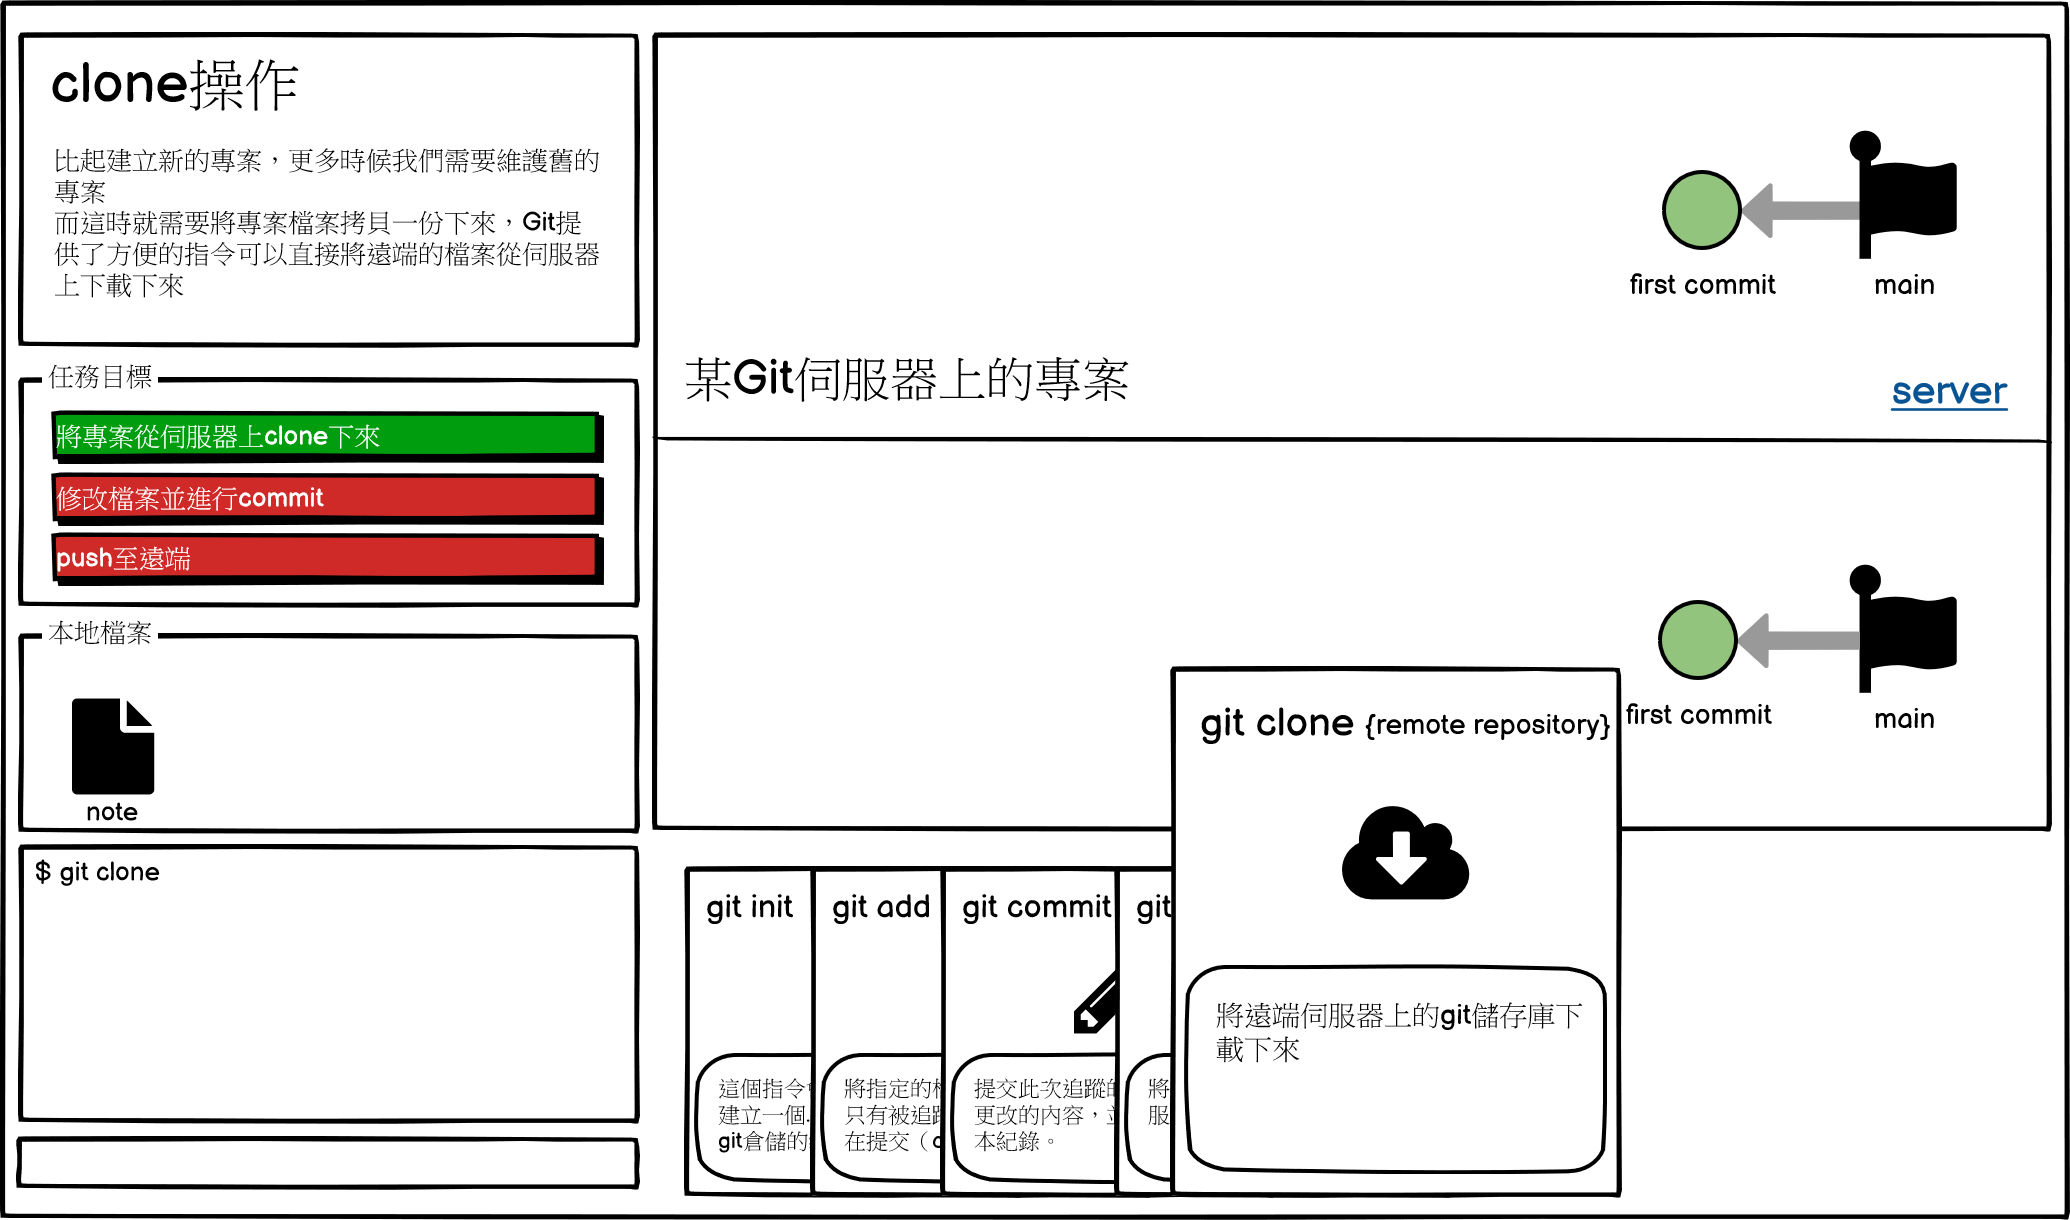 clone操作
比起建立新的專案，更多時候我們需要維護舊的
專案
而這時就需要將專案檔案拷貝一份下來，Git提
供了方便的指令可以直接將遠端的檔案從伺服器
上下載下來
任務目標
將專案從伺服器上clone下來
修改檔案並進行commit
push至遠端
本地檔案
note
$ git clone
first commit
main
某Git伺服器上的專案
server
first commit
main
git init
這個指令
建立一個
git倉儲的
git add
將指定的
只有被追
在提交（
git commit
提交此次追蹤的
更改的內容，
本紀錄。
git
將
服
git clone {remote repository}
將遠端伺服器上的git儲存庫下
載下來